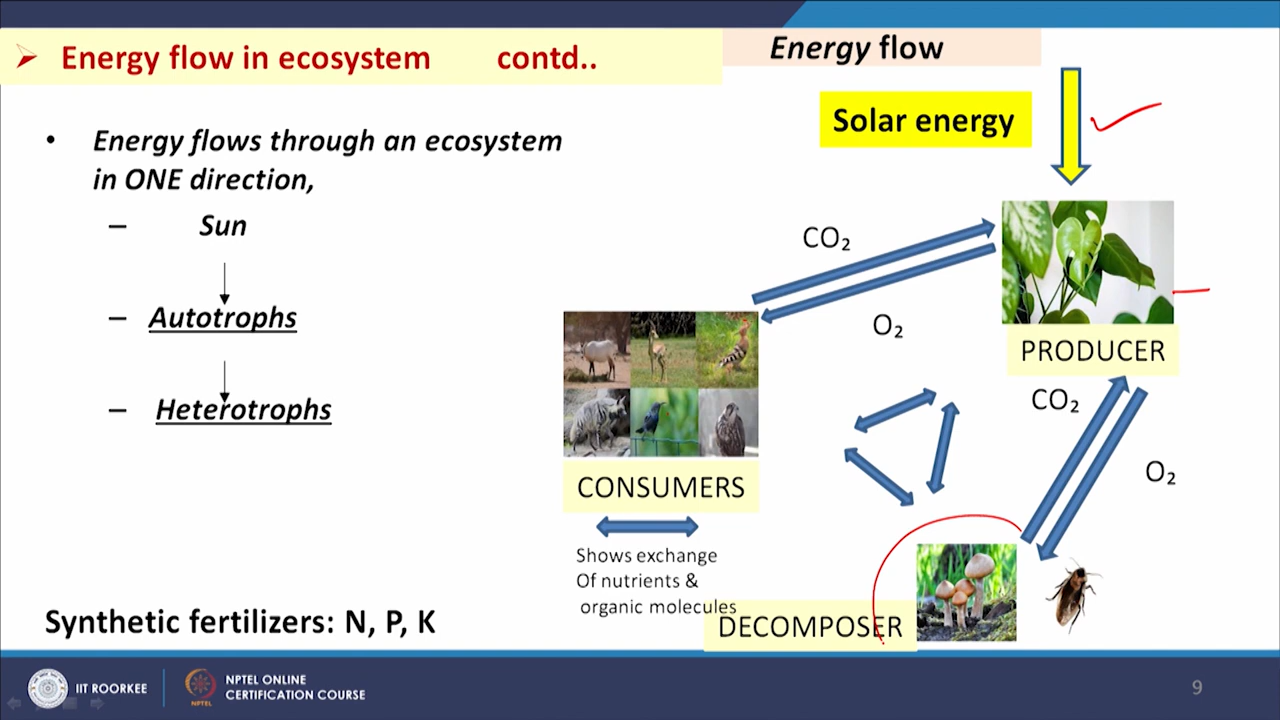 ➢ Energy flow in ecosystem contd..
Energy flow
• Energy flows through an ecosystem
in ONE direction,
– Sun
– Autotrophs
– Heterotrophs
Synthetic fertilizers: N, P, K
Solar energy
CO₂
O₂
PRODUCER
CO₂
O₂
CONSUMERS
Shows exchange
Of nutrients &
organic molecules
DECOMPOSER
IIT ROORKEE
NPTEL
NPTEL ONLINE
CERTIFICATION COURSE
9